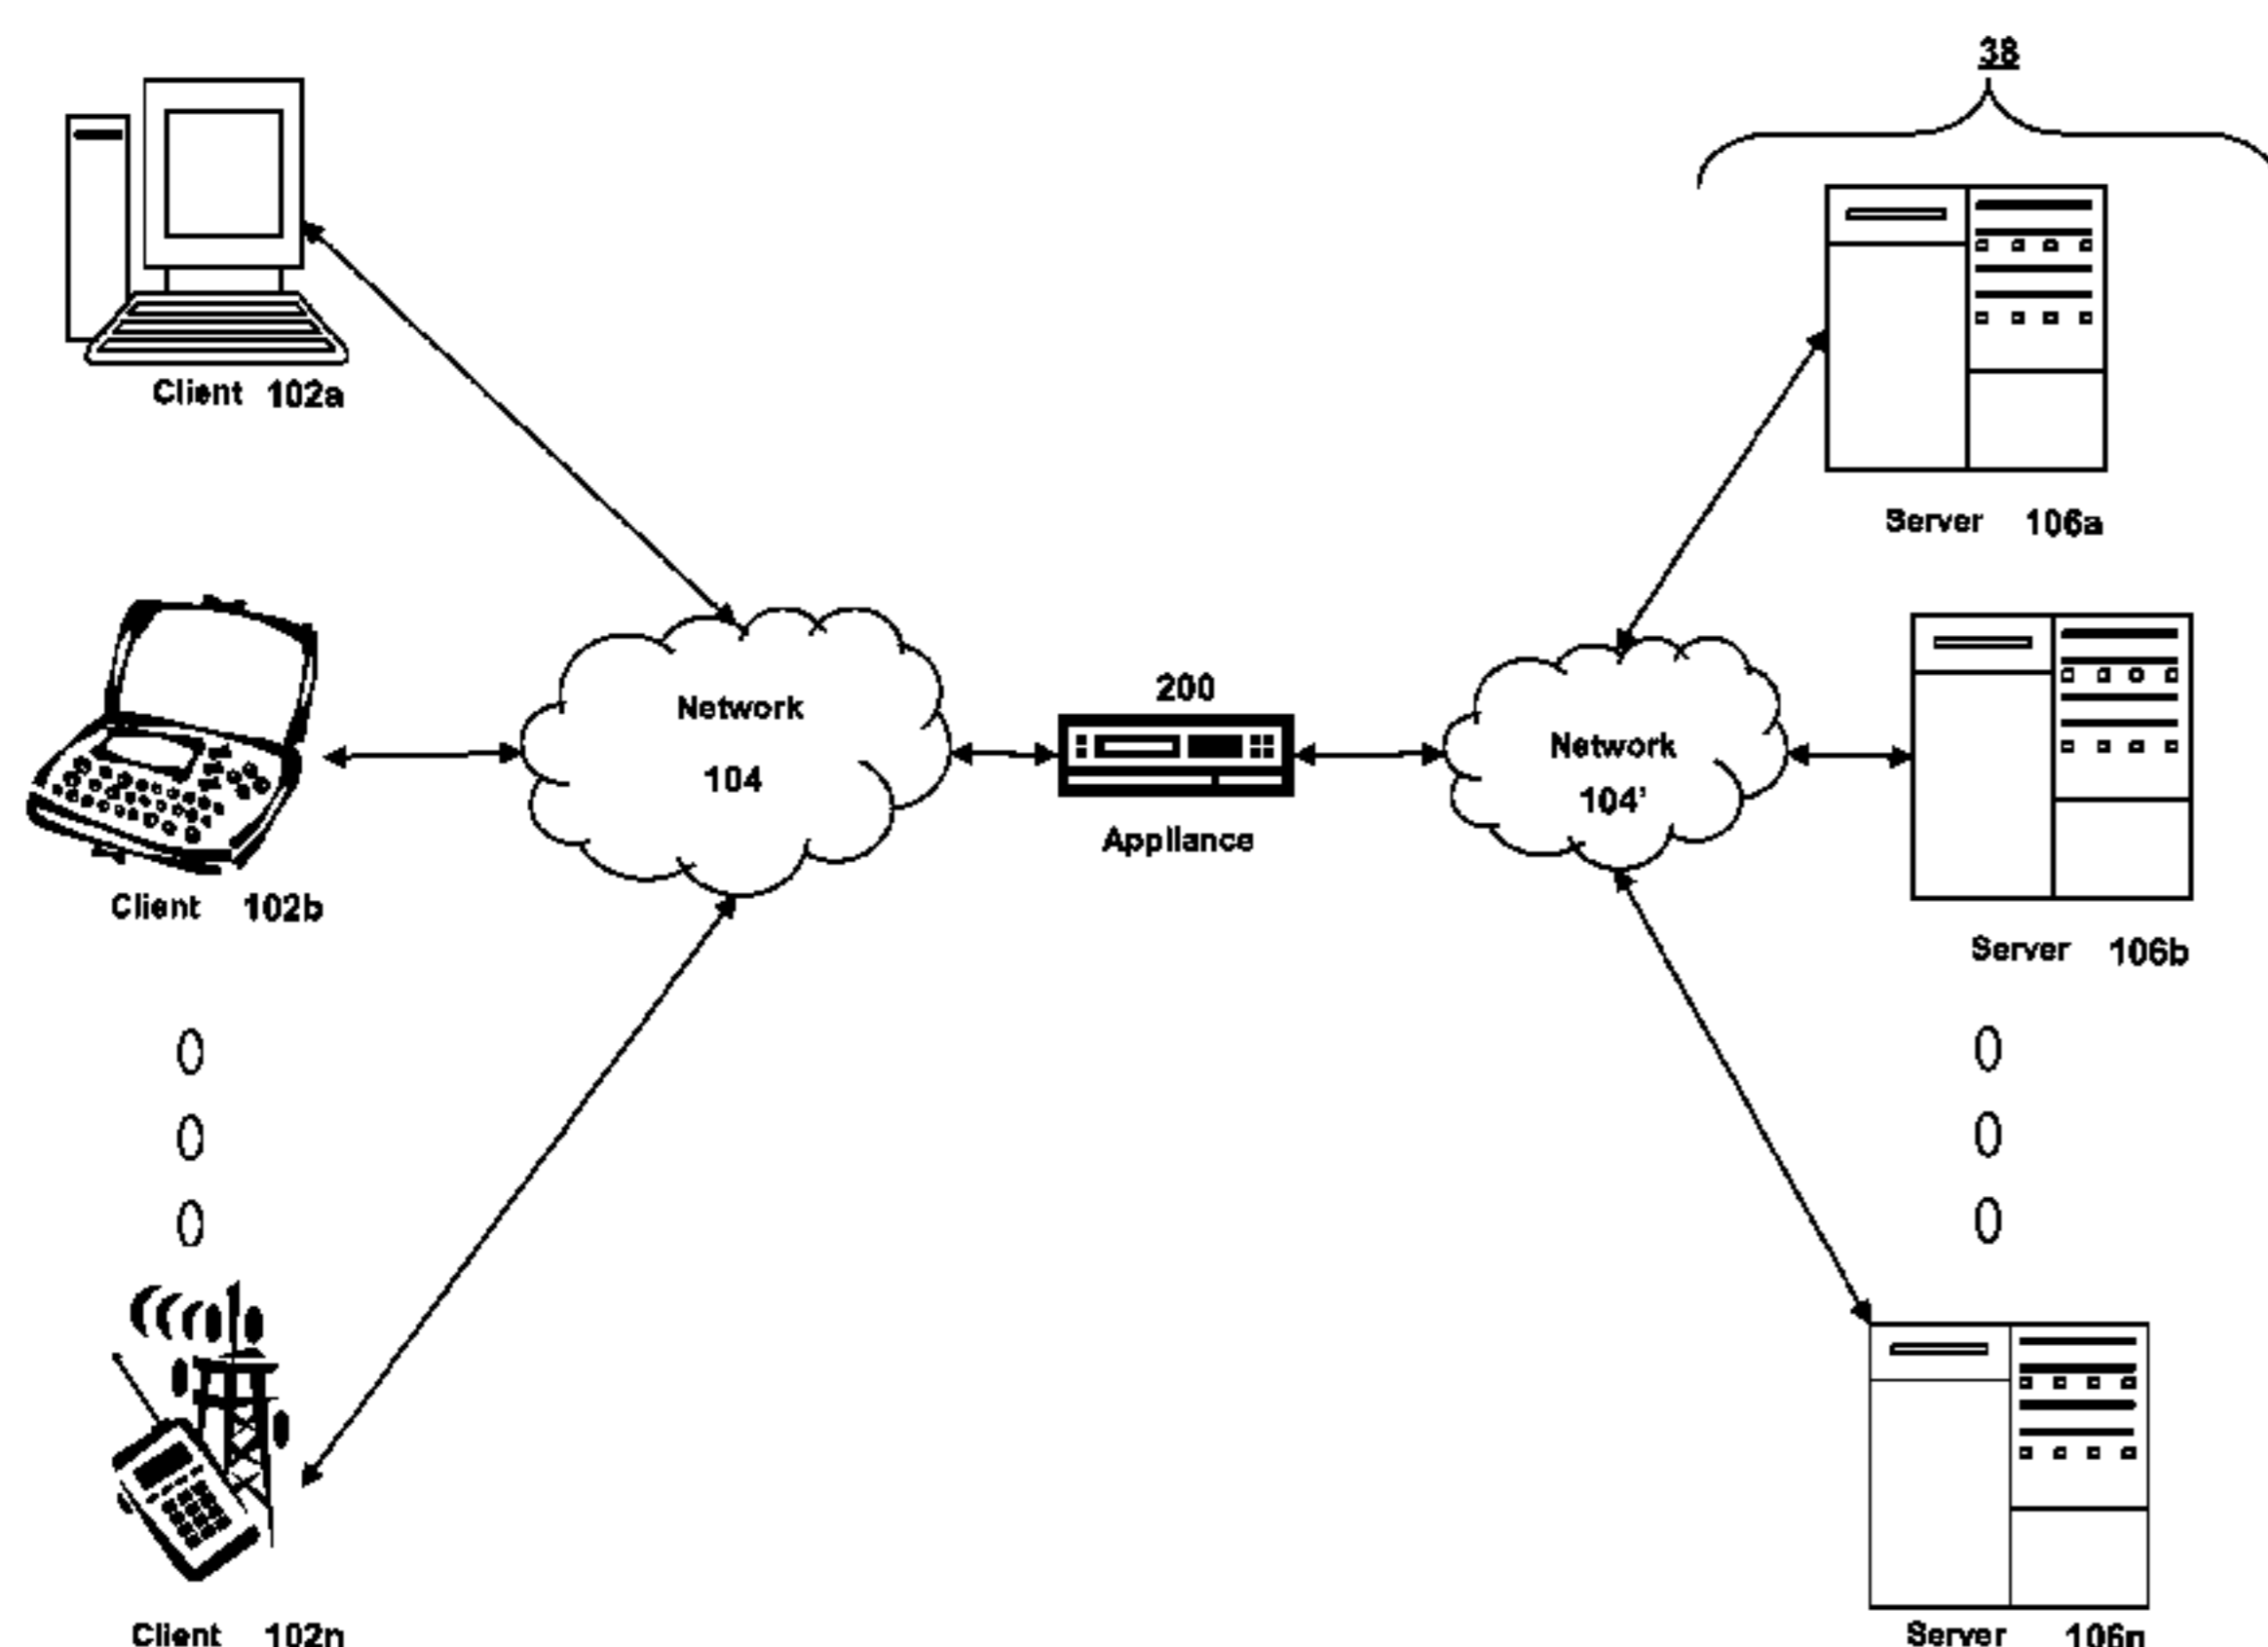 38
Client 102a
Server 106a
200
Network
104
Network
104'
Appliance
Client 102b
Server 106b
Client 102n
Server 106n